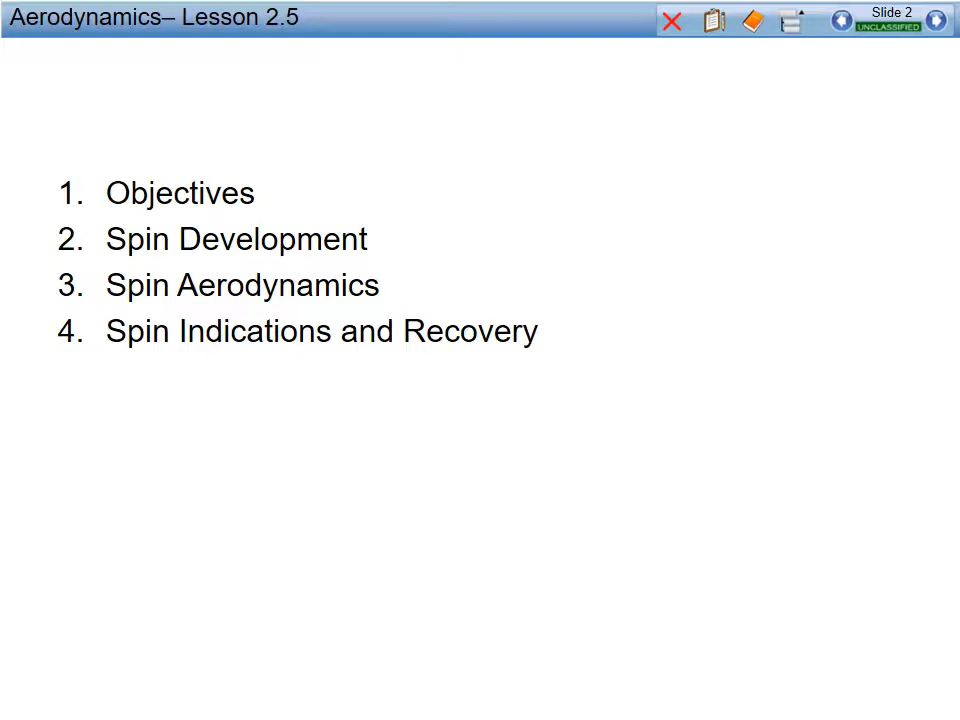 Aerodynamics– Lesson 2.5
Slide 2
UNCLASSIFIED
1. Objectives
2. Spin Development
3. Spin Aerodynamics
4. Spin Indications and Recovery